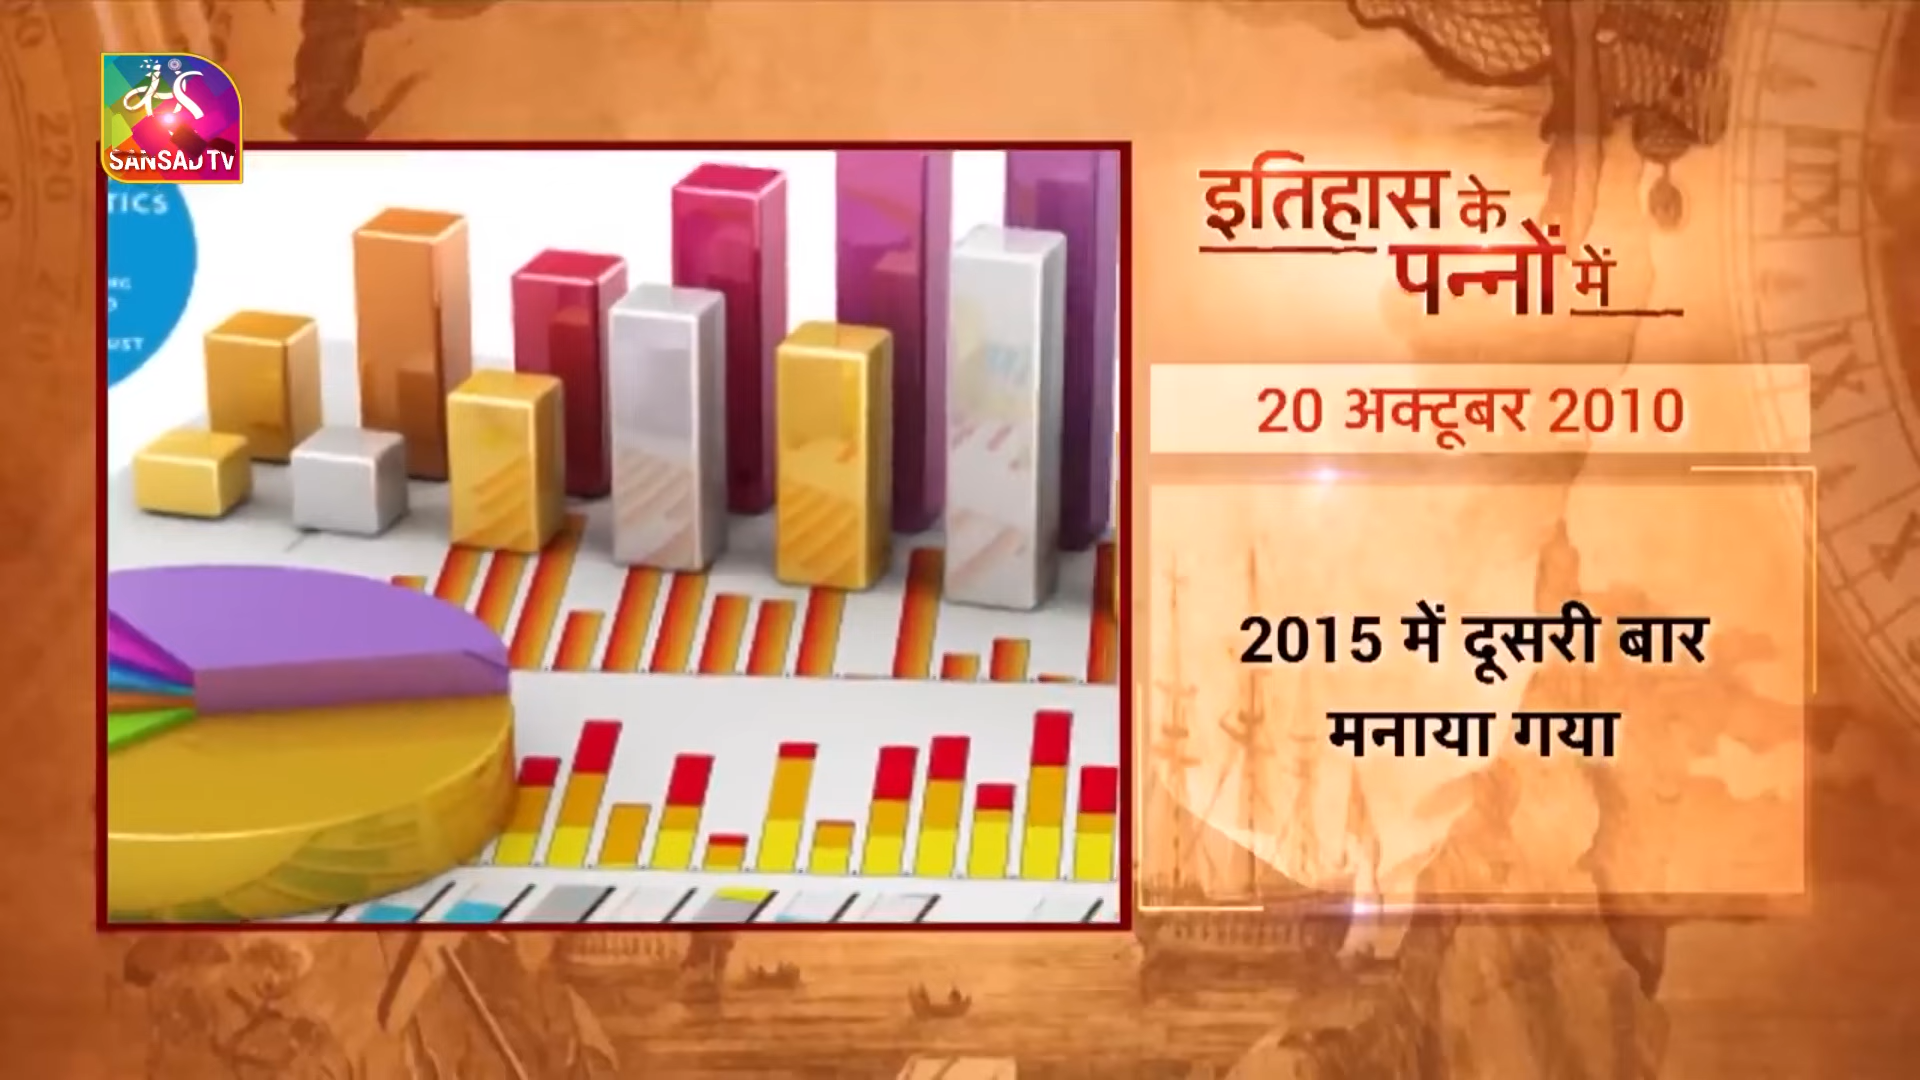 SANSAD TV
इतिहास के
पन्नों में
20 अक्टूबर 2010
2015 में दूसरी बार
मनाया गया